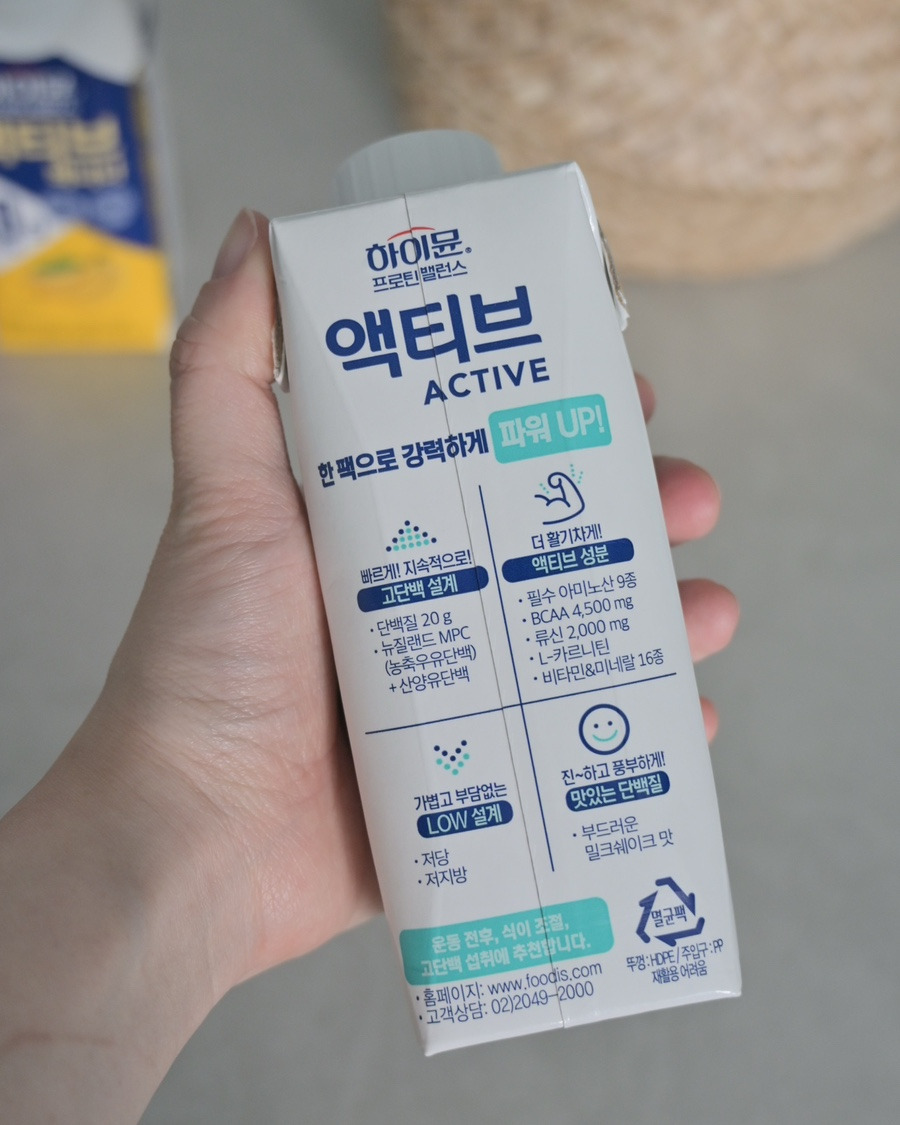 하이뮨®
프로틴 밸런스
액티브
ACTIVE
한 팩으로 강력하게 파워 UP!
빠르게! 지속적으로!
고단백 설계
· 단백질 20 g
· 뉴질랜드 MPC
(농축우유단백)
+ 산양유단백
더 활기차게!
액티브 성분
· 필수 아미노산 9종
· BCAA 4,500 mg
· 류신 2,000 mg
· L-카르니틴
· 비타민&미네랄 16종
가볍고 부담없는
LOW 설계
· 저당
· 저지방
진~하고 풍부하게!
맛있는 단백질
· 부드러운
밀크쉐이크 맛
운동 전후, 식이 조절,
고단백 섭취에 추천합니다.
· 홈페이지: www.foodis.com
· 고객상담: 02)2049-2000
멸균팩
뚜껑:HDPE / 주입구:PP
재활용 어려움
하이뮨
액티브